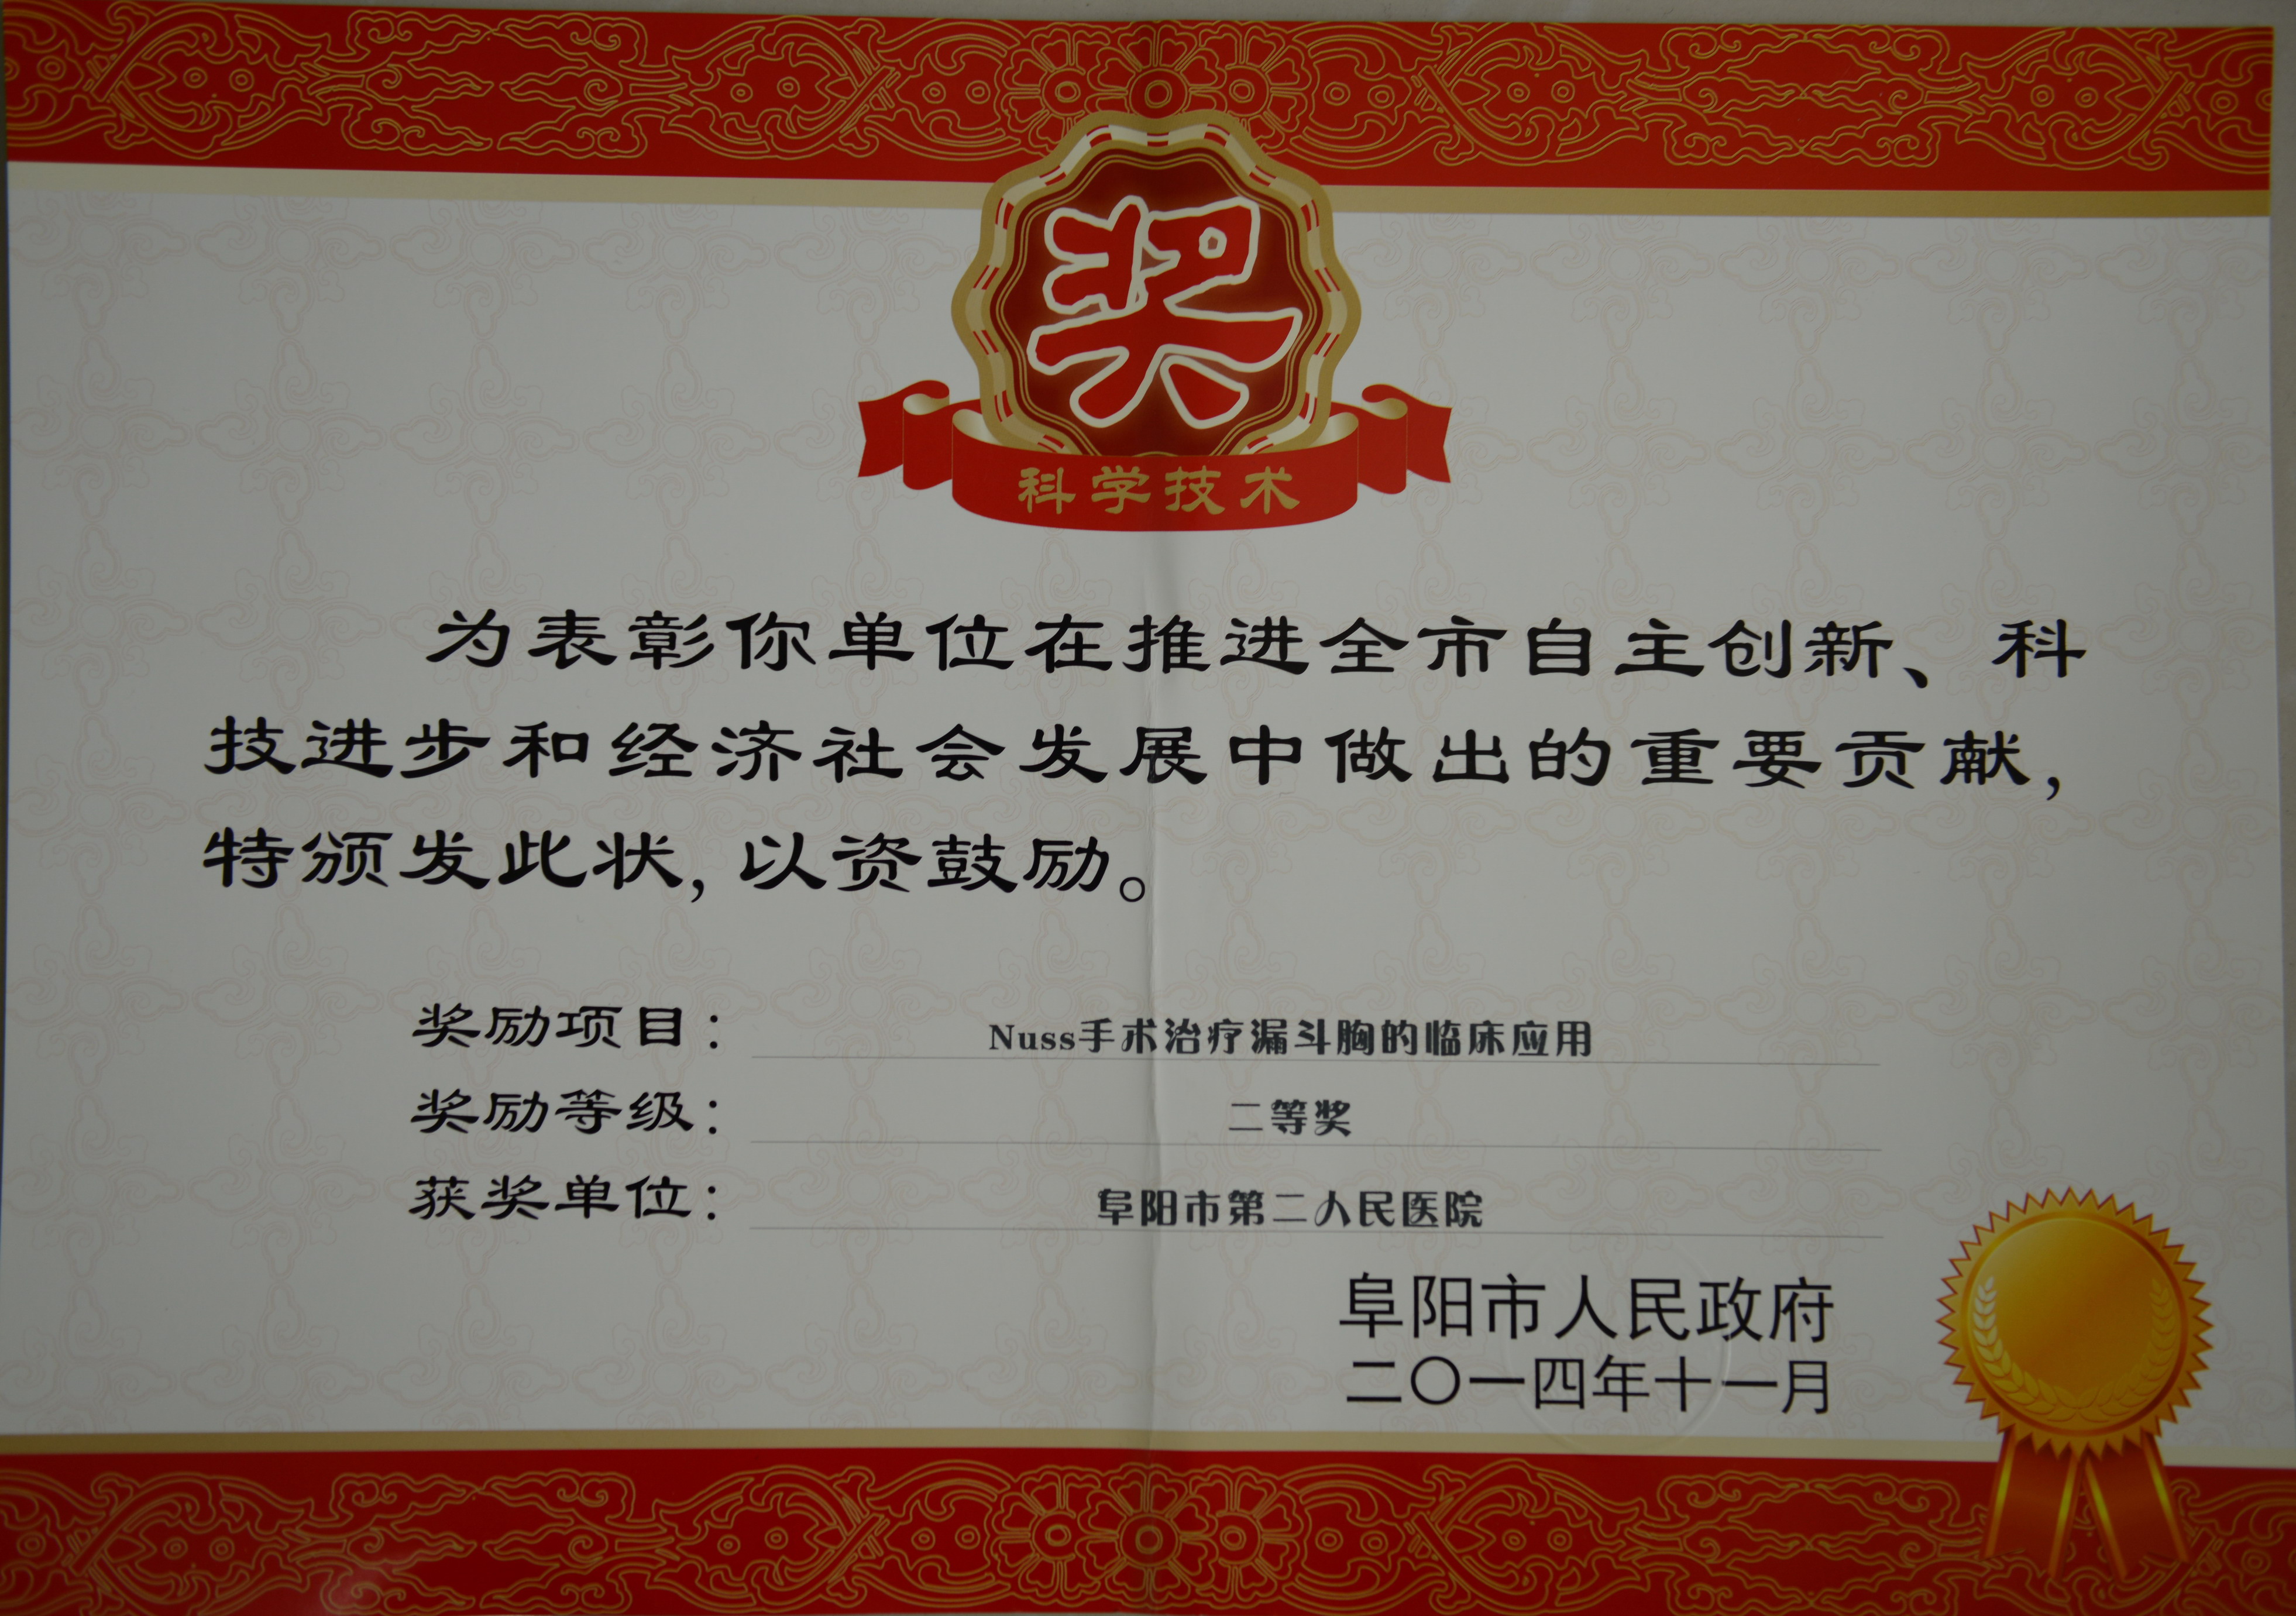 奖
科学技术
为表彰你单位在推进全市自主创新、科
技进步和经济社会发展中做出的重要贡献，
特颁发此状，以资鼓励。
奖励项目：Nuss手术治疗漏斗胸的临床应用
奖励等级：二等奖
获奖单位：阜阳市第二人民医院
阜阳市人民政府
二〇一四年十一月